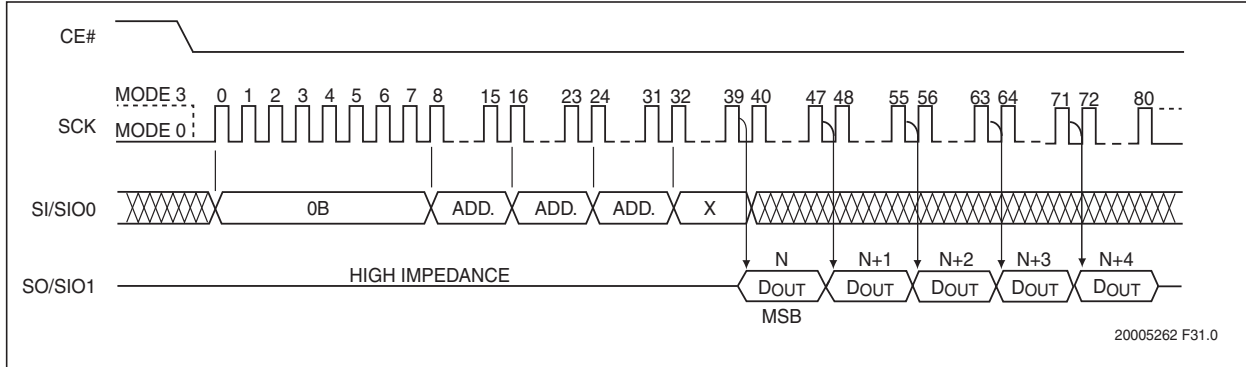 CE#
MODE 3 0 1 2 3 4 5 6 7 8 15 16 23 24 31 32 39 40 47 48 55 56 63 64 71 72 80
SCK MODE 0
SI/SIO0 0B ADD. ADD. ADD. X
N N+1 N+2 N+3 N+4
SO/SIO1 HIGH IMPEDANCE DOUT DOUT DOUT DOUT DOUT
MSB
20005262 F31.0